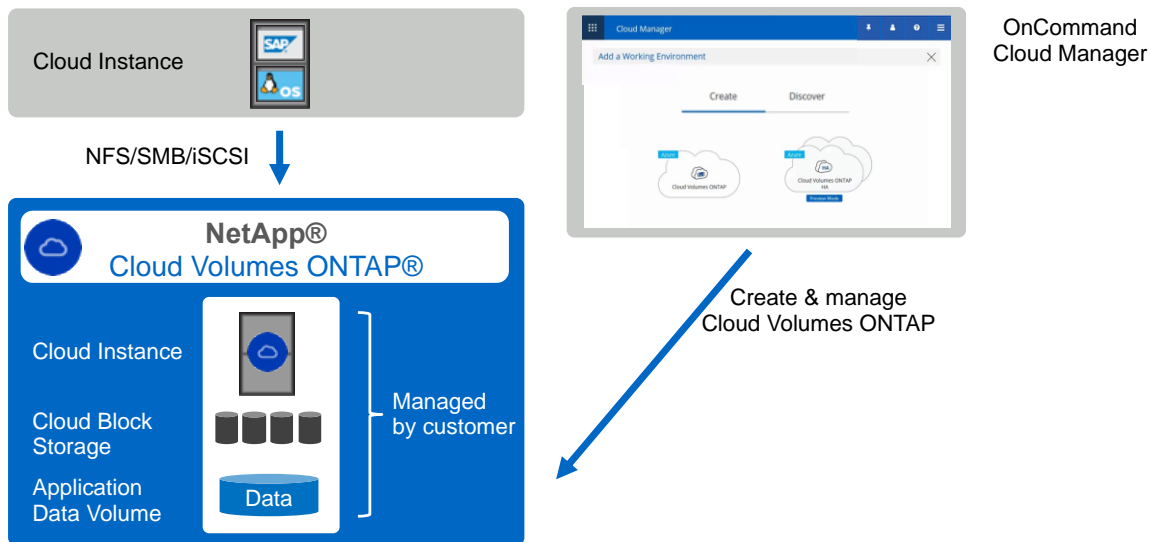 Cloud Instance
SAP
OS
NFS/SMB/iSCSI
NetApp®
Cloud Volumes ONTAP®
Cloud Instance
Cloud Block
Storage
Application
Data Volume
Data
Managed
by customer
Cloud Manager
Add a Working Environment
Create
Discover
Azure
Cloud Volumes ONTAP
Azure
HA
Cloud Volumes ONTAP
HA
Preview Mode
OnCommand
Cloud Manager
Create & manage
Cloud Volumes ONTAP